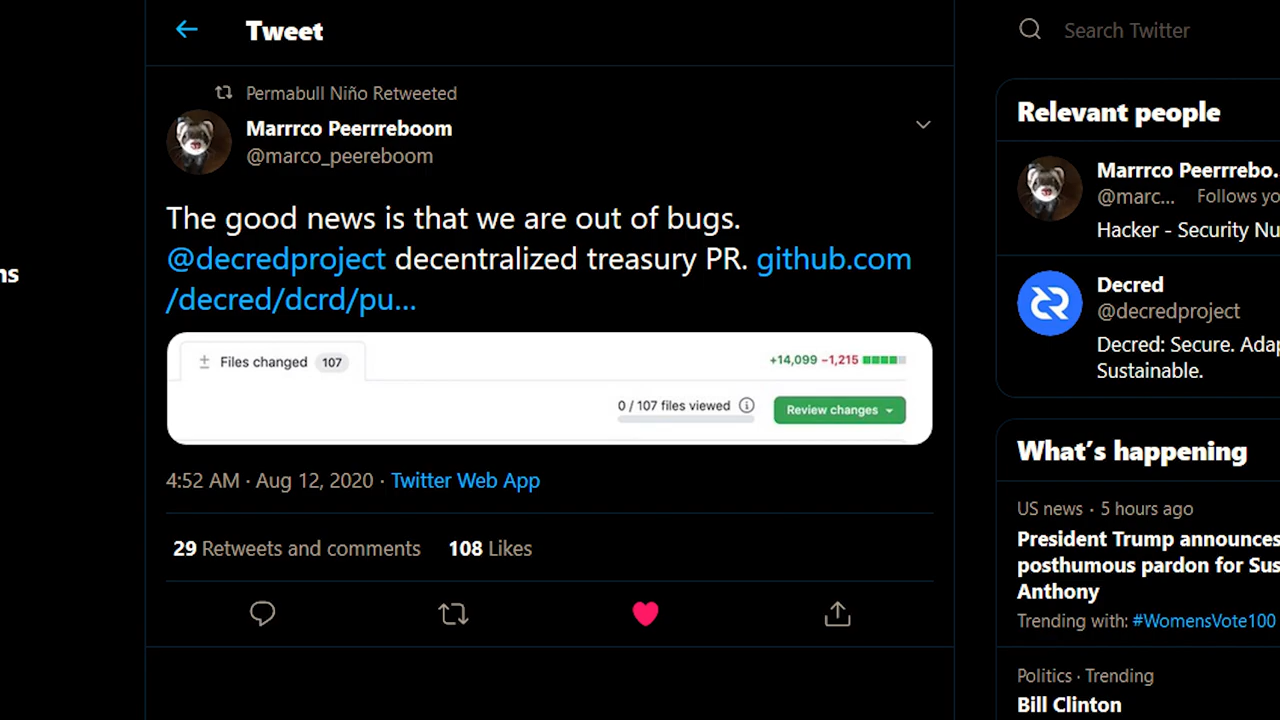 Tweet
Search Twitter
Permabull Niño Retweeted
Marrrco Peerrreboom
@marco_peereboom
The good news is that we are out of bugs.
@decredproject decentralized treasury PR. github.com
/decred/dcrd/pu...
Files changed 107
+14,099 −1,215
0 / 107 files viewed
Review changes
4:52 AM · Aug 12, 2020 · Twitter Web App
29 Retweets and comments 108 Likes
ns
Relevant people
Marrrco Peerrrebo...
@marc... Follows yo
Hacker - Security Nu
Decred
@decredproject
Decred: Secure. Adap
Sustainable.
What's happening
US news · 5 hours ago
President Trump announces
posthumous pardon for Sus
Anthony
Trending with: #WomensVote100
Politics · Trending
Bill Clinton